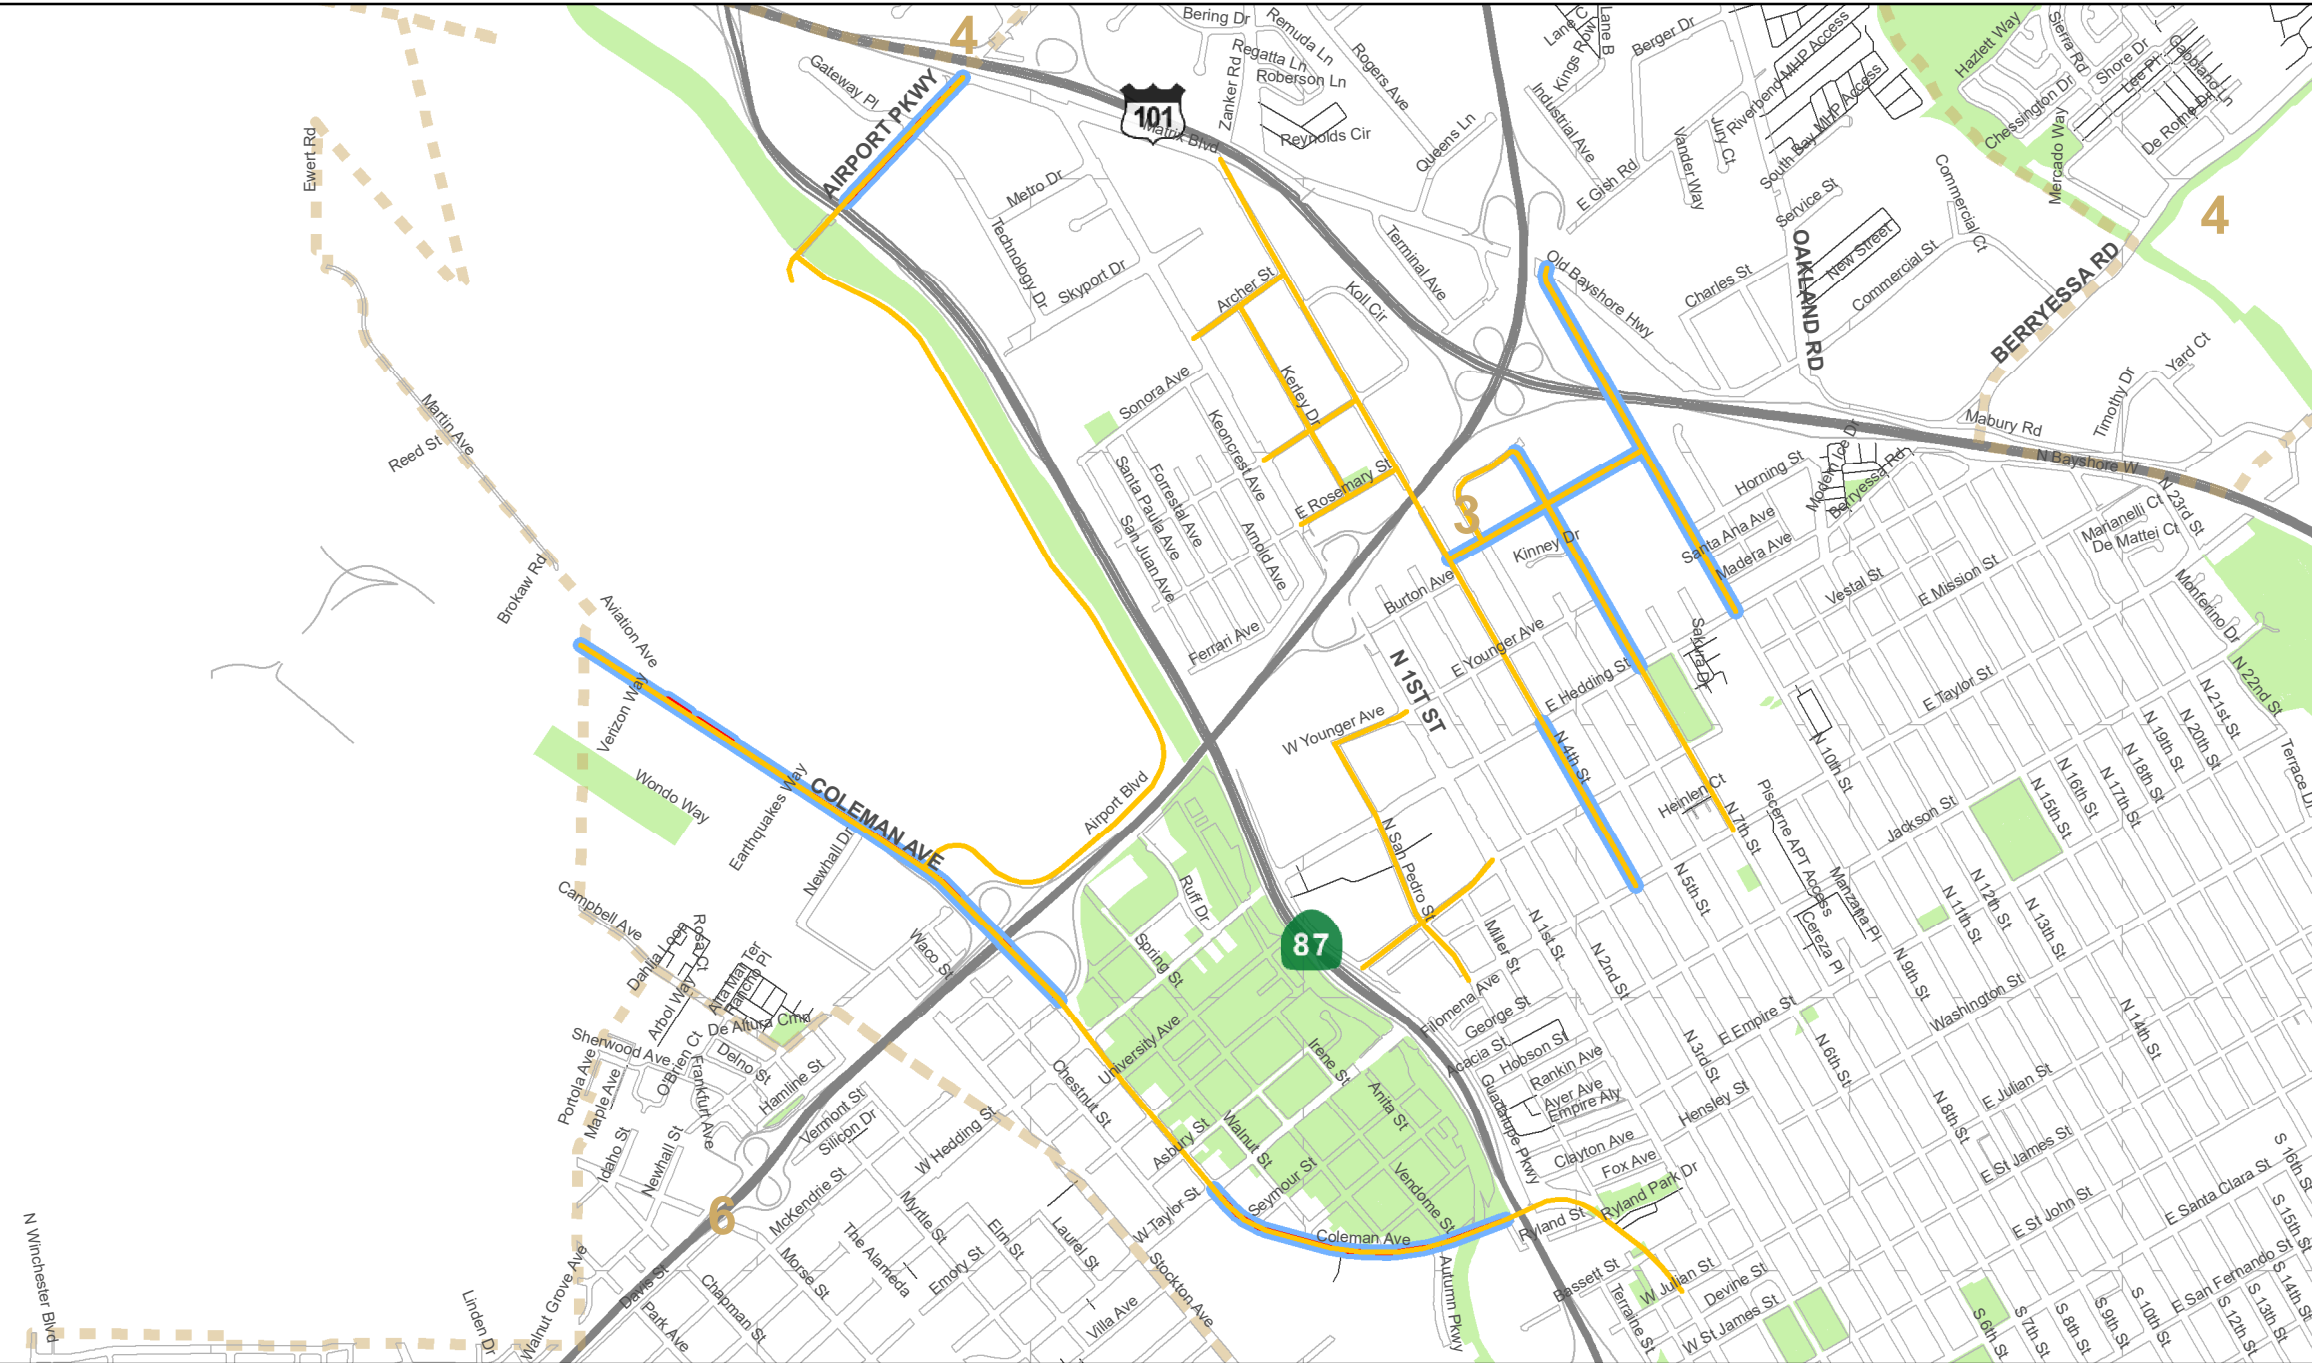 4
Bering Dr
Remuda Ln
Regatta Ln
Roberson Ln
Rogers Ave
Zanker Rd
Reynolds Cir
Matrix Blvd
101
Gateway Pl
AIRPORT PKWY
Metro Dr
Technology Dr
Skyport Dr
Queens Ln
Lane C
Lane B
Kings Row
Berger Dr
Industrial Ave
E Gish Rd
Vander Way
Jury Ct
Riverbend MHP Access
South Bay MHP Access
Service St
Hazlett Way
Sierra Rd
Shore Dr
Lee Pl
Gabbland Ln
De Rome Dr
Chessington Dr
Mercado Way
4
Commercial Ct
New Street
Commercial St
OAKLAND RD
Charles St
Old Bayshore Hwy
BERRYESSA RD
Yard Ct
Timothy Dr
Mabury Rd
N Bayshore W
Terminal Ave
Koll Cir
Archer St
Kerley Dr
E Rosemary St
Sonora Ave
Keoncrest Ave
Forrestal Ave
Santa Paula Ave
San Juan Ave
Arnold Ave
Ferrari Ave
Ewert Rd
Martin Ave
Reed St
Brokaw Rd
Aviation Ave
Verizon Way
Wondo Way
Earthquakes Way
COLEMAN AVE
Newhall Dr
Airport Blvd
Campbell Ave
3
Kinney Dr
Burton Ave
E Younger Ave
E Hedding St
N 1ST ST
W Younger Ave
N 4th St
N San Pedro St
Horning St
Modern Ice Dr
Berryessa Rd
Santa Ana Ave
Madera Ave
Vestal St
E Mission St
N 23rd St
Marianelli Ct
De Mattei Ct
Monferino Dr
N 22nd St
E Taylor St
N 21st St
N 20th St
N 19th St
N 18th St
N 17th St
N 16th St
N 15th St
Sakura Dr
N 10th St
Heinlen Ct
N 7th St
Piscerne APT Access
Manzana Pl
Cereza Pl
Jackson St
N 5th St
N 11th St
N 12th St
N 13th St
N 14th St
N 9th St
Washington St
E Empire St
N 6th St
N 8th St
N 1st St
N 2nd St
N 3rd St
Miller St
Filomena Ave
George St
Acacia St
Hobson St
Rankin Ave
Ayer Ave
Empire Aly
Hensley St
Clayton Ave
Fox Ave
Ryland Park Dr
Ryland St
Guadalupe Pkwy
87
Ruff Dr
Spring St
University Ave
Irene St
Anita St
Vendome St
Walnut St
Seymour St
Asbury St
Chestnut St
W Taylor St
Coleman Ave
Autumn Pkwy
Waco St
Dahlia Loop
Rosa Ct
Alta Mar Ter
Rancho Pl
Arbol Way
De Altura Cmn
Sherwood Ave
Portola Ave
Maple Ave
O'Brien Ct
Frankfurt Ave
Delno St
Hamline St
Idaho St
Newhall St
Vermont St
Silicon Dr
W Hedding St
McKendrie St
6
Myrtle St
The Alameda
Morse St
Elm St
Emory St
Laurel St
Stockton Ave
Villa Ave
Chapman St
Park Ave
Davis St
Walnut Grove Ave
Linden Dr
N Winchester Blvd
Bassett St
Terraine St
W Julian St
Devine St
W St James St
E Julian St
E St James St
E St John St
E Santa Clara St
E San Fernando St
S 16th St
S 15th St
S 14th St
S 13th St
S 12th St
S 10th St
S 9th St
S 8th St
S 7th St
S 6th St